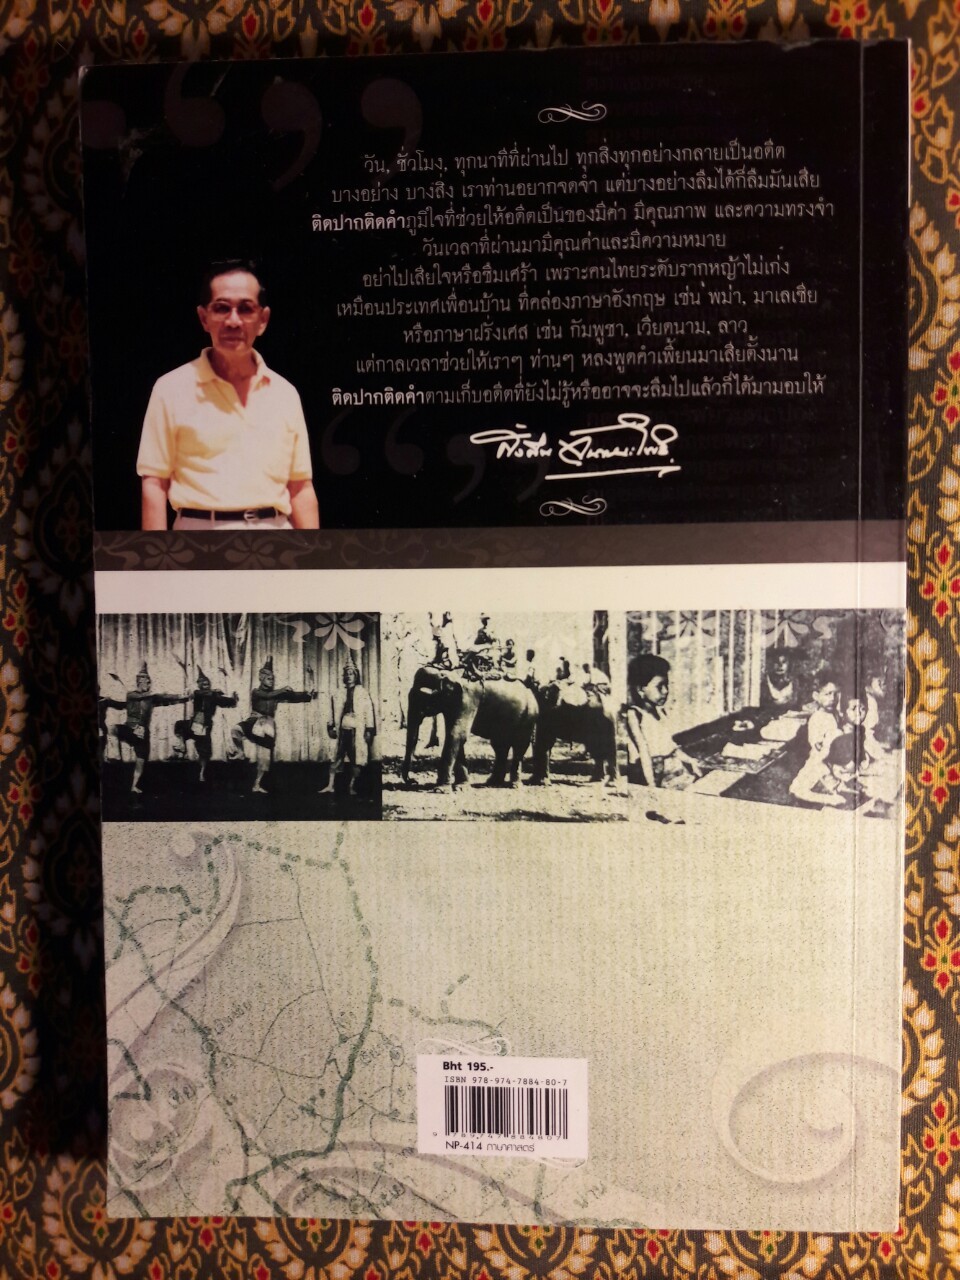 วัน, ชั่วโมง, ทุกนาทีที่ผ่านไป ทุกสิ่งทุกอย่างกลายเป็นอดีต
บางอย่าง บางสิ่ง เราท่านอยากจดจำ แต่บางอย่างลืมได้ก็ลืมมันเสีย
ติดปากติดคำภูมิใจที่ช่วยให้อดีตเป็นของมีค่า มีคุณภาพ และความทรงจำ
วันเวลาที่ผ่านมามีคุณค่าและมีความหมาย
อย่าไปเสียใจหรือซึมเศร้า เพราะคนไทยระดับรากหญ้าไม่เก่ง
เหมือนประเทศเพื่อนบ้าน ที่คล่องภาษาอังกฤษ เช่น พม่า, มาเลเซีย
หรือภาษาฝรั่งเศส เช่น กัมพูชา, เวียตนาม, ลาว
แต่กาลเวลาช่วยให้เราๆ ท่านๆ หลงพูดคำเพี้ยนมาเสียตั้งนาน
ติดปากติดคำตามเก็บอดีตที่ยังไม่รู้หรืออาจจะลืมไปแล้วก็ได้มามอบให้
Bht 195.-
ISBN 978-974-7884-80-7
9 789747 884807
NP-414 ภาษาศาสตร์